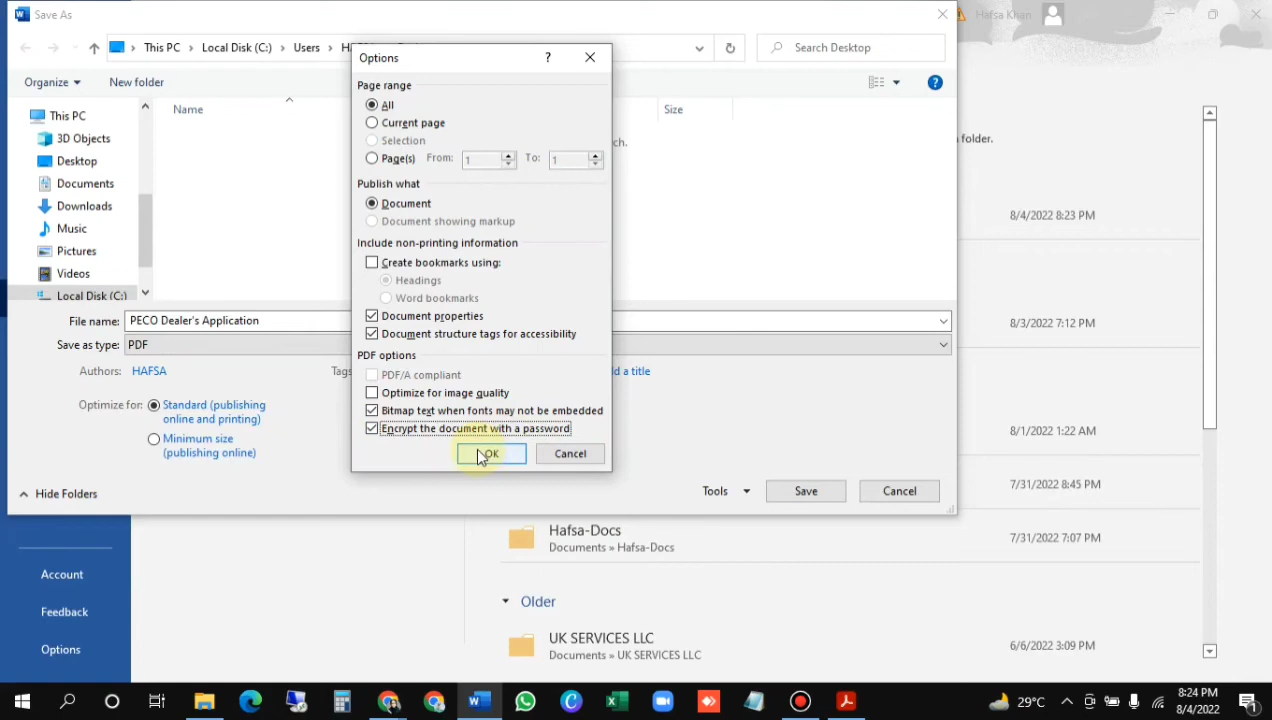 Save As
Hafsa Khan
This PC
Local Disk (C:)
Users
Search Desktop
Organize
New folder
Name
Size
This PC
3D Objects
Desktop
Documents
Downloads
Music
Pictures
Videos
Local Disk (C:)
Options
?
Page range
All
Current page
Selection
Page(s) From: 1 To: 1
Publish what
Document
Document showing markup
Include non-printing information
Create bookmarks using:
Headings
Word bookmarks
Document properties
Document structure tags for accessibility
PDF options
PDF/A compliant
Optimize for image quality
Bitmap text when fonts may not be embedded
Encrypt the document with a password
OK
Cancel
ch.
File name: PECO Dealer's Application
Save as type: PDF
Authors: HAFSA
d a title
Optimize for: Standard (publishing
online and printing)
Minimum size
(publishing online)
Hide Folders
Tools
Save
Cancel
n folder.
8/4/2022 8:23 PM
8/3/2022 7:12 PM
8/1/2022 1:22 AM
7/31/2022 8:45 PM
Hafsa-Docs
Documents » Hafsa-Docs
7/31/2022 7:07 PM
Older
UK SERVICES LLC
Documents » UK SERVICES LLC
6/6/2022 3:09 PM
Account
Feedback
Options
29°C
8:24 PM
8/4/2022
1